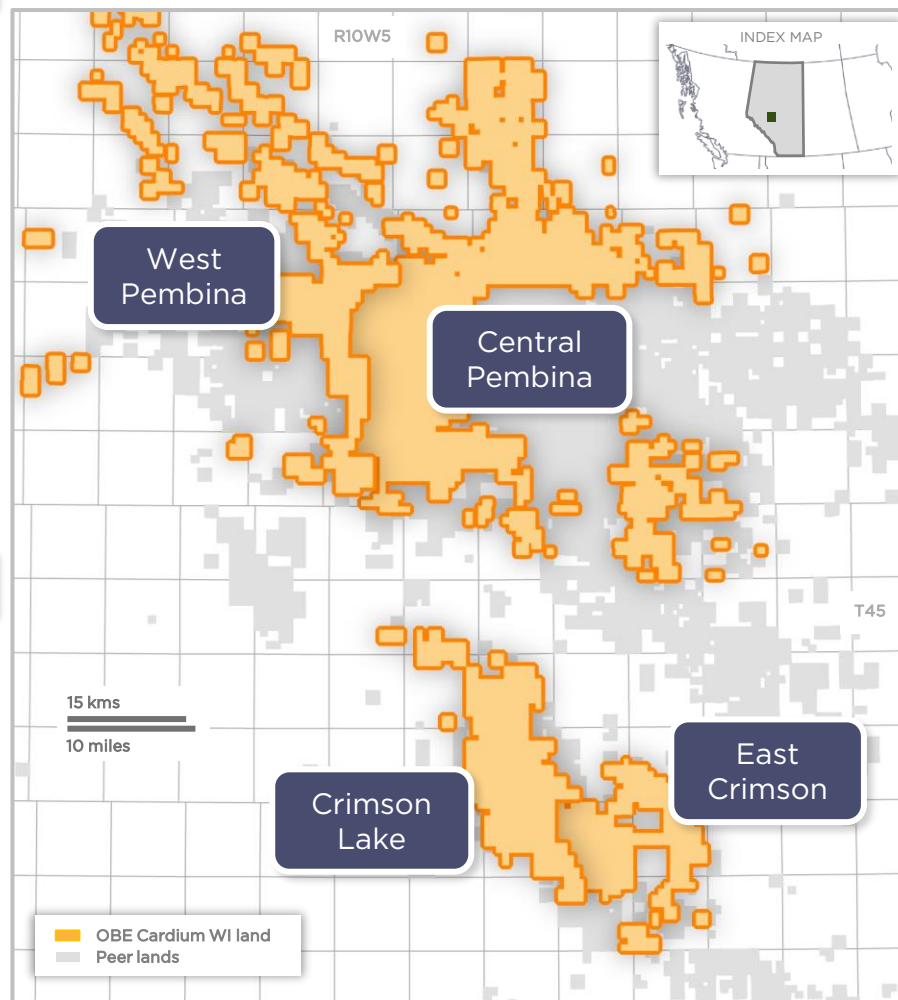 R10W5
INDEX MAP
West
Pembina
Central
Pembina
T45
15 kms
10 miles
East
Crimson
Crimson
Lake
OBE Cardium WI land
Peer lands